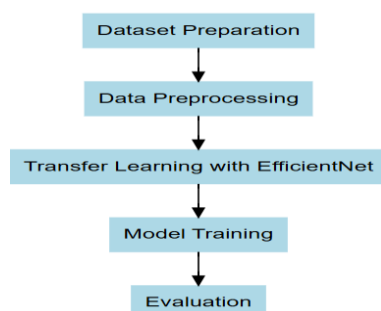 Dataset Preparation
Data Preprocessing
Transfer Learning with EfficientNet
Model Training
Evaluation